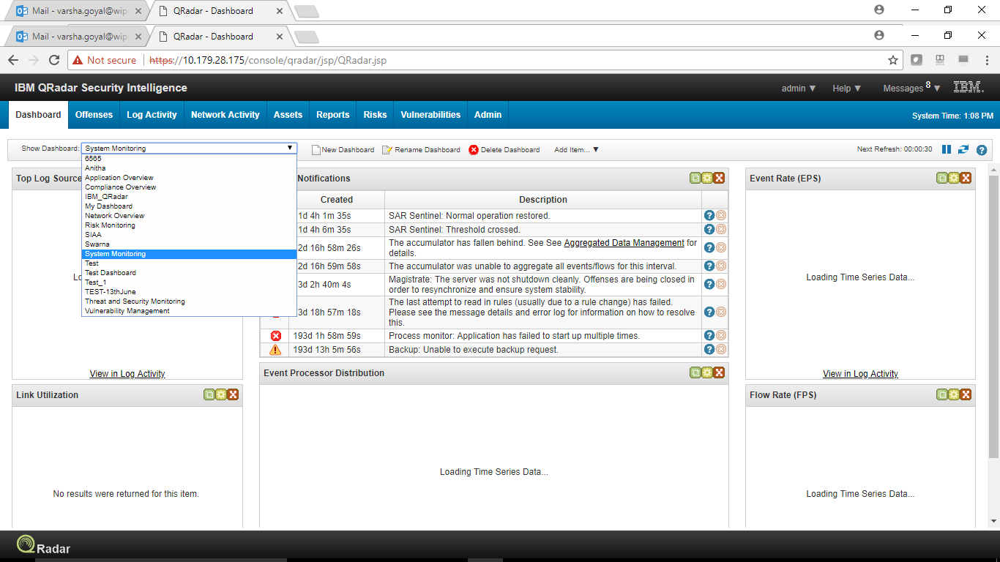 Mail - varsha.goyal@wip
QRadar - Dashboard
Mail - varsha.goyal@wip
QRadar - Dashboard
Not secure
https://10.179.28.175/console/qradar/jsp/QRadar.jsp
IBM QRadar Security Intelligence
admin ▼
Help ▼
Messages 8 ▼
IBM.
Dashboard
Offenses
Log Activity
Network Activity
Assets
Reports
Risks
Vulnerabilities
Admin
System Time: 1:08 PM
Show Dashboard:
System Monitoring
New Dashboard
Rename Dashboard
Delete Dashboard
Add Item... ▼
Next Refresh: 00:00:30
6565
Anitha
Application Overview
Compliance Overview
IBM_QRadar
My Dashboard
Network Overview
Risk Monitoring
SIAA
Swarna
System Monitoring
Test
Test Dashboard
Test_1
TEST-13thJune
Threat and Security Monitoring
Vulnerability Management
Top Log Source
Lo
View in Log Activity
Link Utilization
No results were returned for this item.
Notifications
Created
Description
1d 4h 1m 35s
SAR Sentinel: Normal operation restored.
1d 4h 6m 35s
SAR Sentinel: Threshold crossed.
2d 16h 58m 26s
The accumulator has fallen behind. See See Aggregated Data Management for
details.
2d 16h 59m 58s
The accumulator was unable to aggregate all events/flows for this interval.
3d 2h 40m 4s
Magistrate: The server was not shutdown cleanly. Offenses are being closed in
order to resynchronize and ensure system stability.
3d 18h 57m 18s
The last attempt to read in rules (usually due to a rule change) has failed.
Please see the message details and error log for information on how to resolve
this.
193d 1h 58m 59s
Process monitor: Application has failed to start up multiple times.
193d 13h 5m 56s
Backup: Unable to execute backup request.
Event Processor Distribution
Loading Time Series Data...
Event Rate (EPS)
Loading Time Series Data...
View in Log Activity
Flow Rate (FPS)
Loading Time Series Data...
QRadar